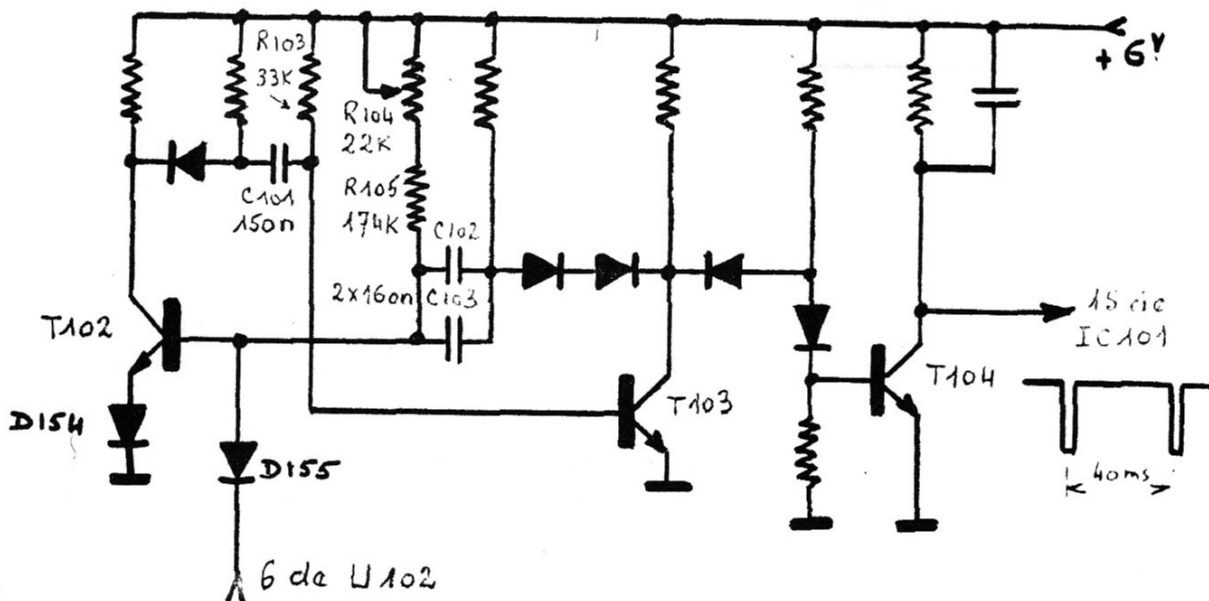 R103
33K
+ 6V
R104
22K
C101
150n
R105
174K
C102
2x160n
C103
T102
15 de
IC101
T103
T104
D154
D155
40ms
6 de U102